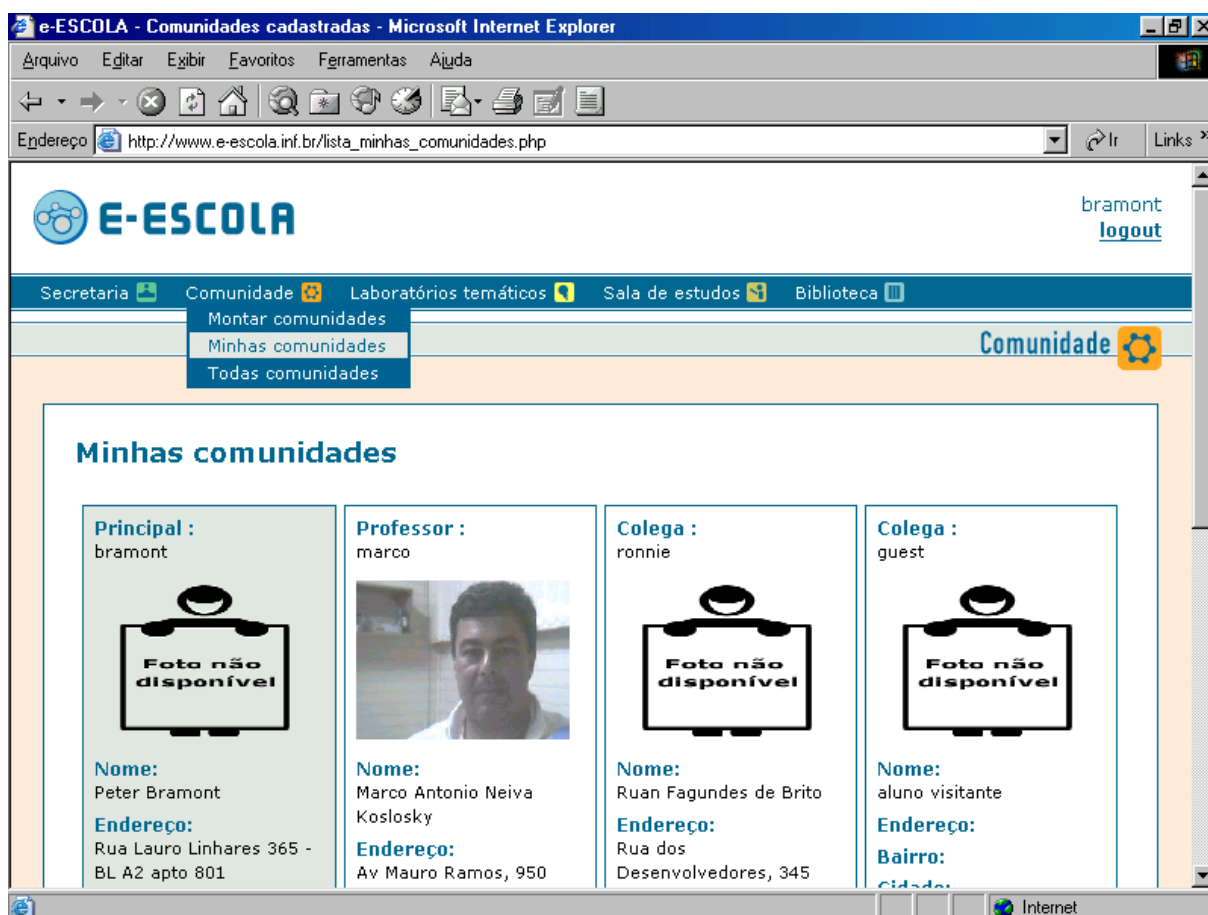 e-ESCOLA - Comunidades cadastradas - Microsoft Internet Explorer
Arquivo Editar Exibir Favoritos Ferramentas Ajuda
Endereço http://www.e-escola.inf.br/lista_minhas_comunidades.php Ir Links »
E-ESCOLA
bramont
logout
Secretaria Comunidade Laboratórios temáticos Sala de estudos Biblioteca
Montar comunidades
Minhas comunidades
Todas comunidades
Comunidade
Minhas comunidades
Principal :
bramont
Foto não
disponível
Nome:
Peter Bramont
Endereço:
Rua Lauro Linhares 365 -
BL A2 apto 801
Professor :
marco
Nome:
Marco Antonio Neiva
Koslosky
Endereço:
Av Mauro Ramos, 950
Colega :
ronnie
Foto não
disponível
Nome:
Ruan Fagundes de Brito
Endereço:
Rua dos
Desenvolvedores, 345
Colega :
guest
Foto não
disponível
Nome:
aluno visitante
Endereço:
Bairro:
Cidade:
Internet